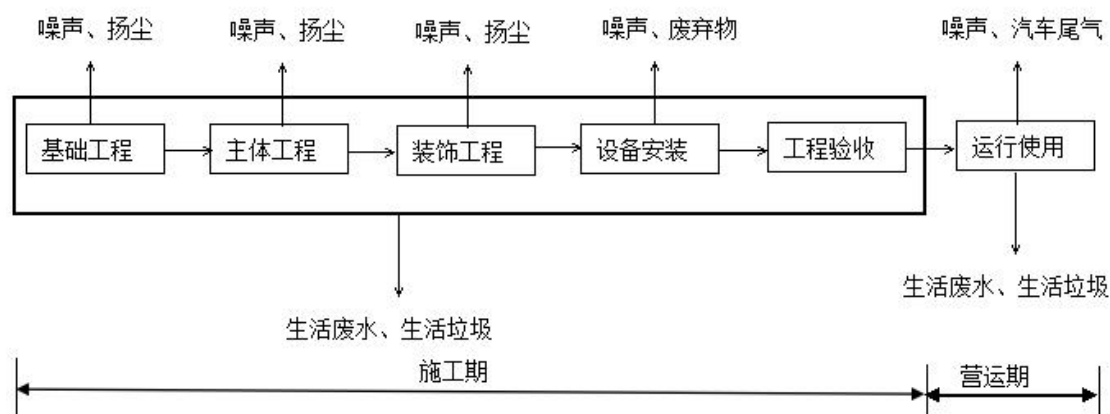 噪声、扬尘
噪声、扬尘
噪声、扬尘
噪声、废弃物
噪声、汽车尾气
基础工程
主体工程
装饰工程
设备安装
工程验收
运行使用
生活废水、生活垃圾
生活废水、生活垃圾
施工期
营运期